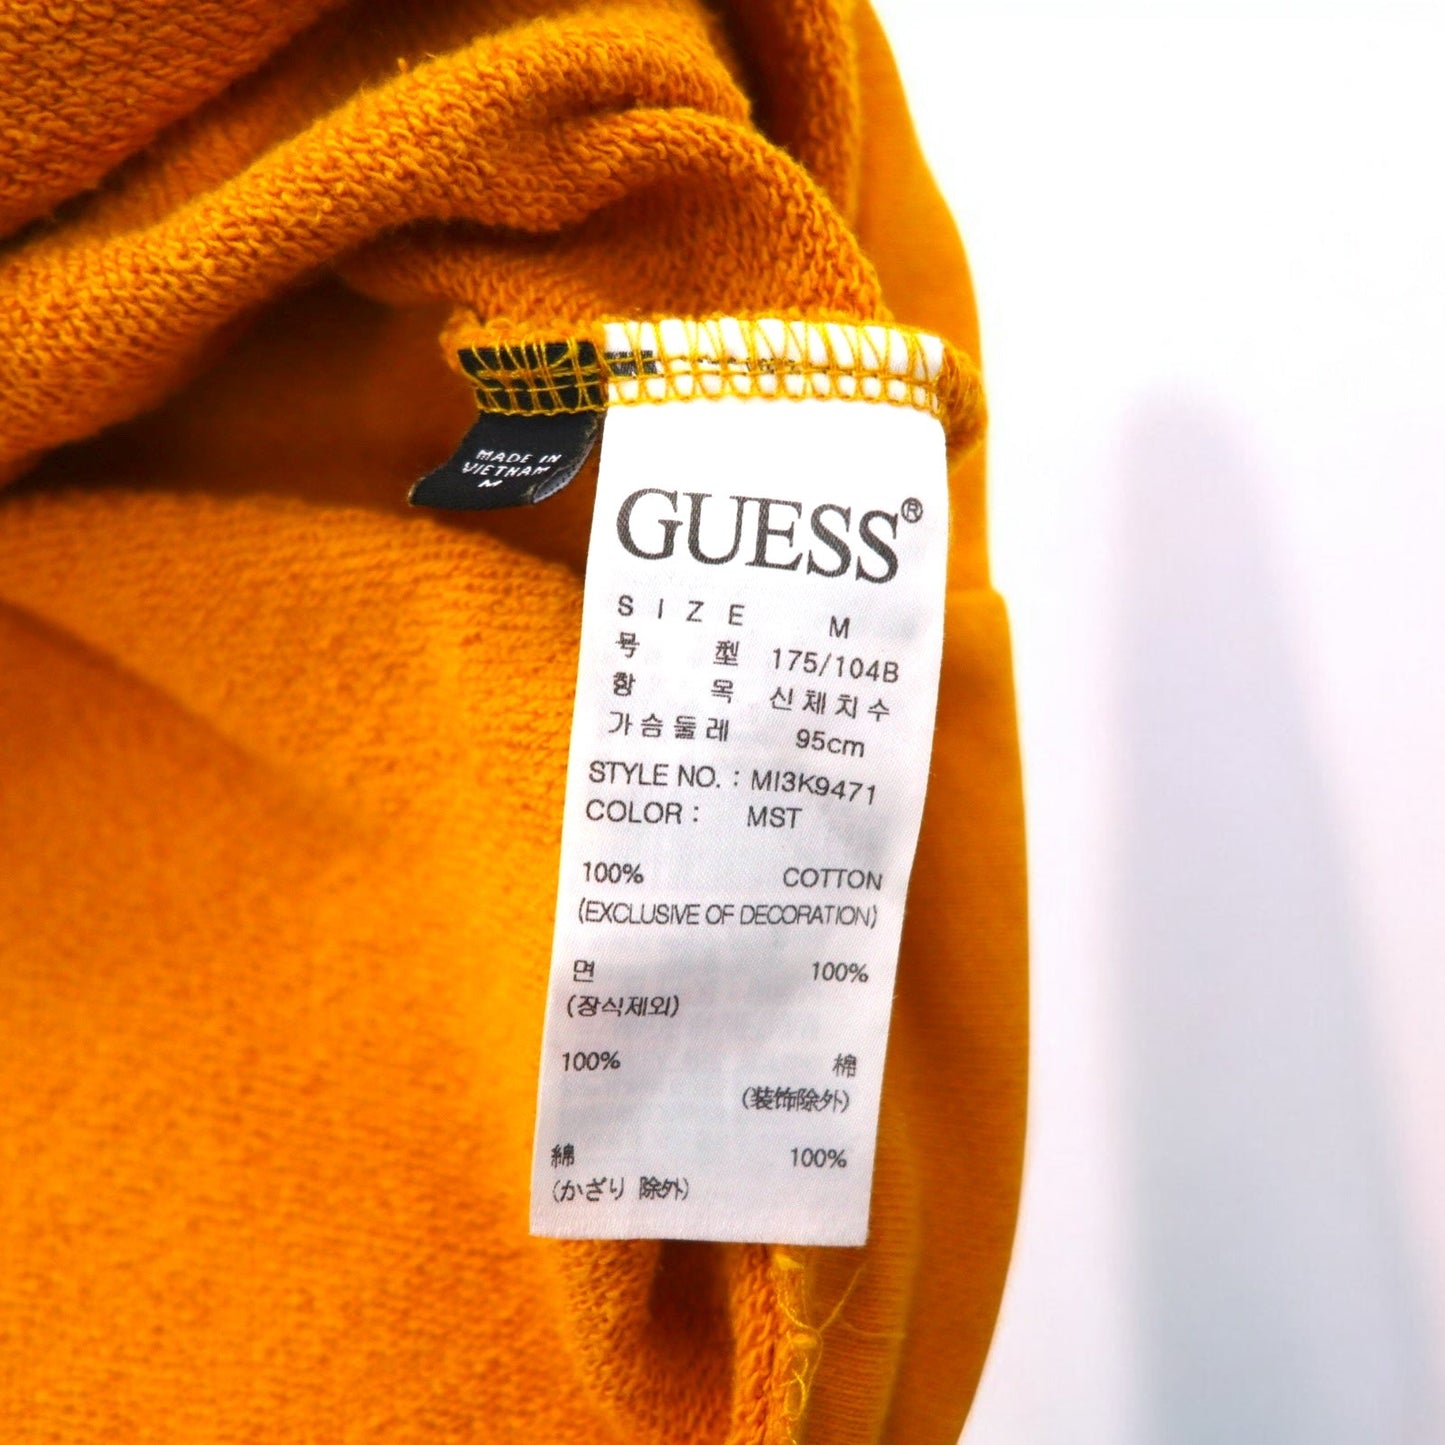 MADE IN
VIETNAM
M
GUESS®
SIZE M
号 型 175/104B
항 목 신체치수
가슴둘레 95cm
STYLE NO. : MI3K9471
COLOR : MST
100% COTTON
(EXCLUSIVE OF DECORATION)
면 100%
(장식제외)
100% 棉
(装饰除外)
綿 100%
(かざり 除外)